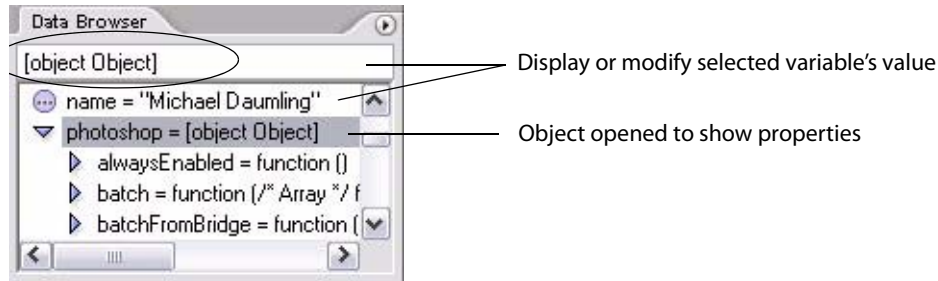 Data Browser
[object Object]
Display or modify selected variable's value
name = "Michael Daumling"
photoshop = [object Object]
Object opened to show properties
alwaysEnabled = function ()
batch = function (/* Array */ f
batchFromBridge = function (